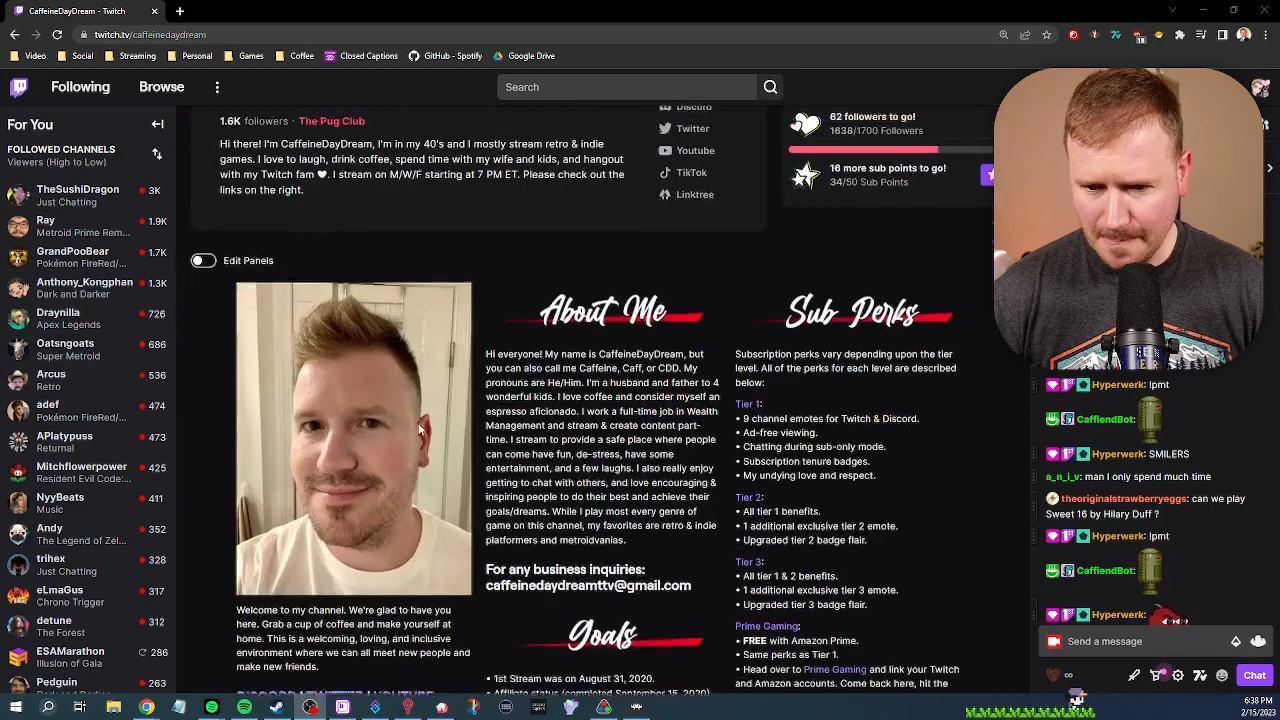 CaffeineDayDream - Twitch
twitch.tv/caffeinedaydream
Video Social Streaming Personal Games Coffee Closed Captions GitHub - Spotify Google Drive
18
Following Browse Search
For You
FOLLOWED CHANNELS
Viewers (High to Low)
TheSushiDragon 3K
Just Chatting
Ray 1.9K
Metroid Prime Rem...
GrandPooBear 1.7K
Pokémon FireRed/...
Anthony_Kongphan 1.3K
Dark and Darker
Draynilla 726
Apex Legends
Oatsngoats 686
Super Metroid
Arcus 536
Retro
adef 474
Pokémon FireRed/...
APlatypuss 473
Returnal
Mitchflowerpower 425
Resident Evil Code:...
NyyBeats 411
Music
Andy 352
The Legend of Zel...
trihex 328
Just Chatting
eLmaGus 317
Chrono Trigger
detune 312
The Forest
ESAMarathon 286
Illusion of Gaia
Pedguin 263
1.6K followers · The Pug Club
Hi there! I'm CaffeineDayDream, I'm in my 40's and I mostly stream retro & indie
games. I love to laugh, drink coffee, spend time with my wife and kids, and hangout
with my Twitch fam 🖤. I stream on M/W/F starting at 7 PM ET. Please check out the
links on the right.
Discord
Twitter
Youtube
TikTok
Linktree
62 followers to go!
1638/1700 Followers
16 more sub points to go!
34/50 Sub Points
Edit Panels
Welcome to my channel. We're glad to have you
here. Grab a cup of coffee and make yourself at
home. This is a welcoming, loving, and inclusive
environment where we can all meet new people and
make new friends.
About Me
Hi everyone! My name is CaffeineDayDream, but
you can also call me Caffeine, Caff, or CDD. My
pronouns are He/Him. I'm a husband and father to 4
wonderful kids. I love coffee and consider myself an
espresso aficionado. I work a full-time job in Wealth
Management and stream & create content part-
time. I stream to provide a safe place where people
can come have fun, de-stress, have some
entertainment, and a few laughs. I also really enjoy
getting to chat with others, and love encouraging &
inspiring people to do their best and achieve their
goals/dreams. While I play most every genre of
game on this channel, my favorites are retro & indie
platformers and metroidvanias.
For any business inquiries:
caffeinedaydreamttv@gmail.com
Goals
• 1st Stream was on August 31, 2020.
• Affiliate status (completed September 15, 2020)
Sub Perks
Subscription perks vary depending upon the tier
level. All of the perks for each level are described
below:
Tier 1:
• 9 channel emotes for Twitch & Discord.
• Ad-free viewing.
• Chatting during sub-only mode.
• Subscription tenure badges.
• My undying love and respect.
Tier 2:
• All tier 1 benefits.
• 1 additional exclusive tier 2 emote.
• Upgraded tier 2 badge flair.
Tier 3:
• All tier 1 & 2 benefits.
• 1 additional exclusive tier 3 emote.
• Upgraded tier 3 badge flair.
Prime Gaming:
• FREE with Amazon Prime.
• Same perks as Tier 1.
• Head over to Prime Gaming and link your Twitch
and Amazon accounts. Come back here, hit the
Hyperwerk: !pmt
CaffiendBot:
Hyperwerk: SMILERS
a_n_i_v: man I only spend much time
theoriginalstrawberryeggs: can we play
Sweet 16 by Hilary Duff ?
Hyperwerk: !pmt
CaffiendBot:
Hyperwerk:
Send a message
∞
Chat
6:38 PM
2/15/2023